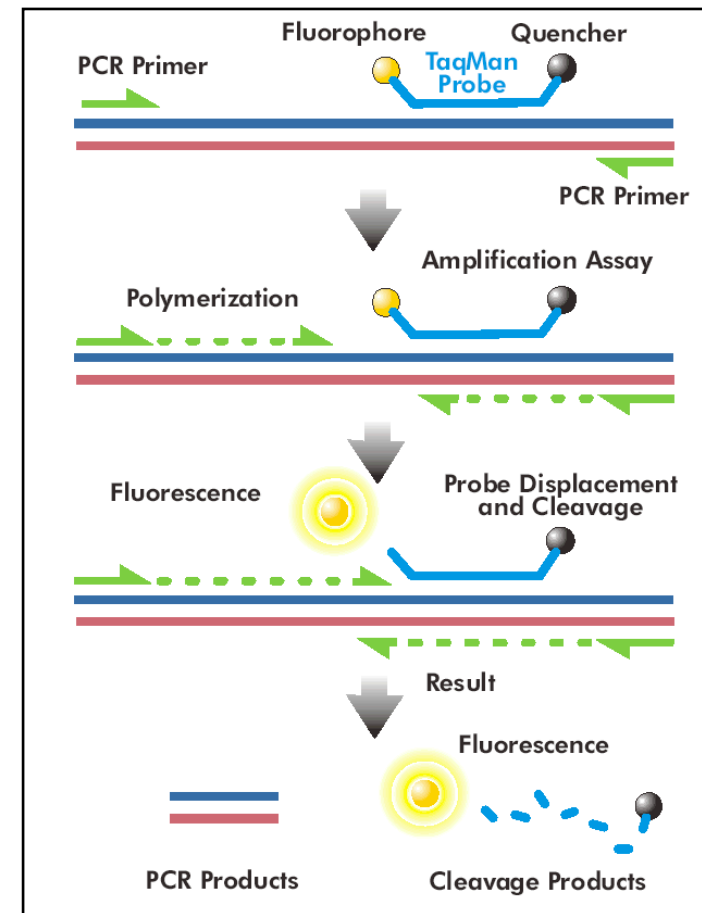 Fluorophore
Quencher
PCR Primer
TaqMan
Probe
PCR Primer
Amplification Assay
Polymerization
Fluorescence
Probe Displacement
and Cleavage
Result
Fluorescence
PCR Products
Cleavage Products